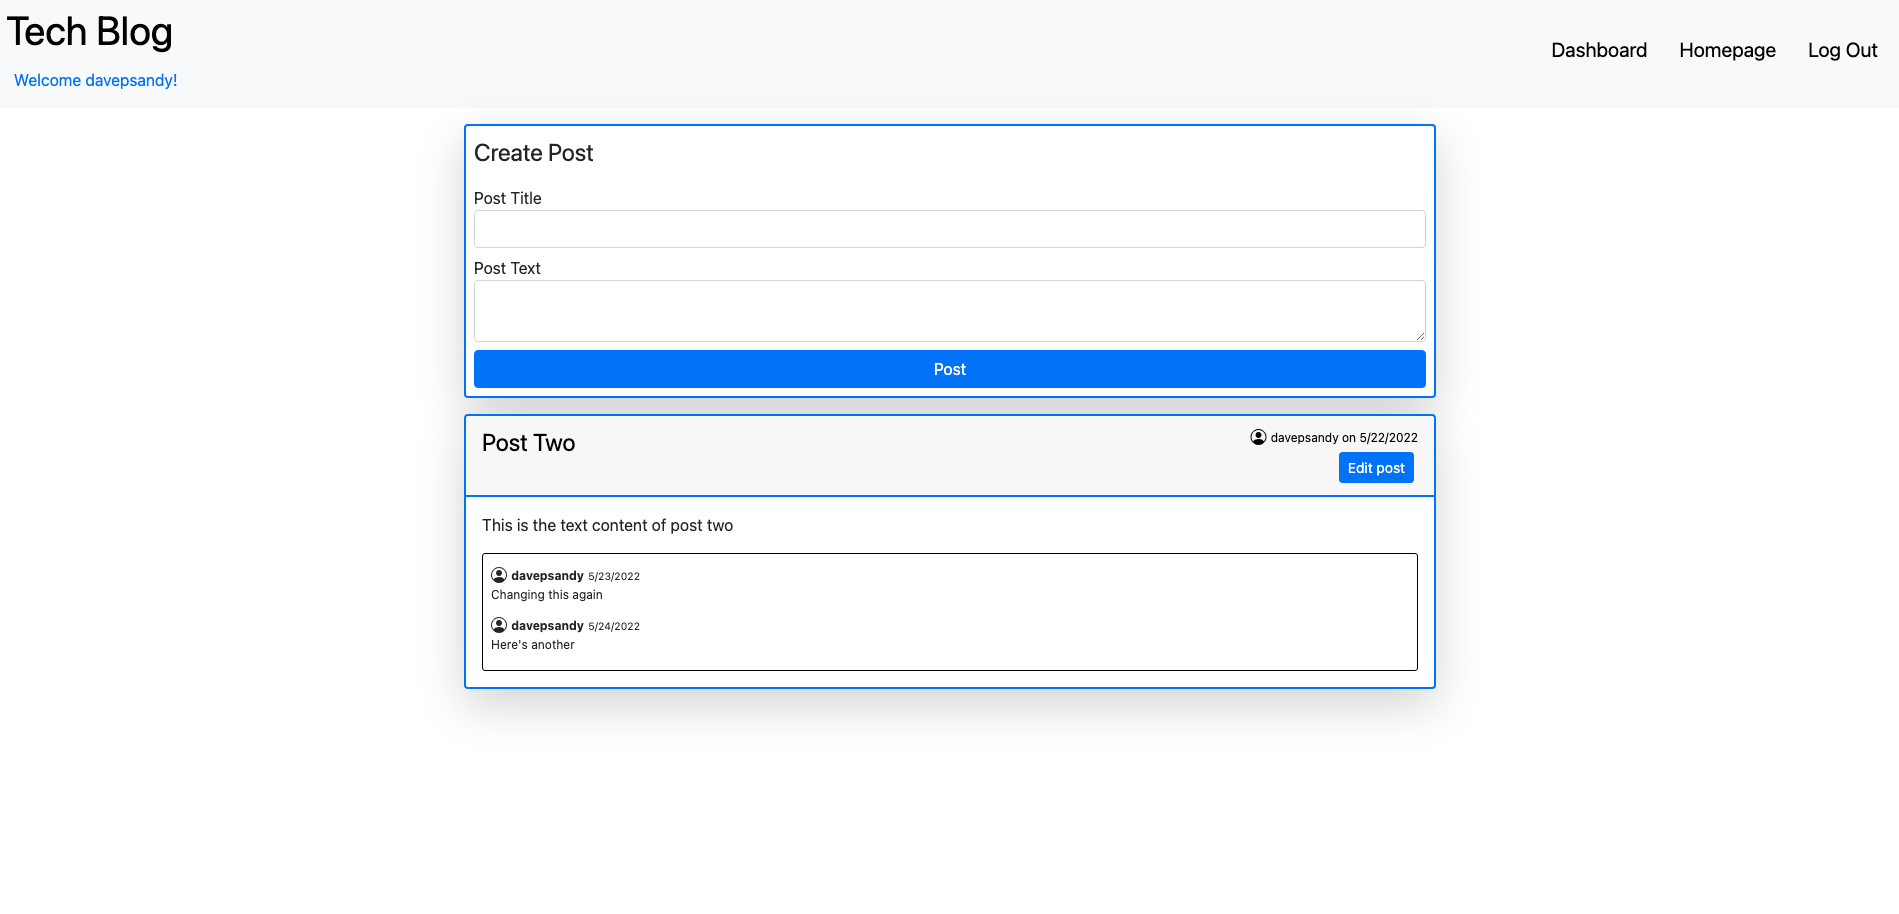 Tech Blog
Welcome davepsandy!
Dashboard Homepage Log Out
Create Post
Post Title
Post Text
Post
Post Two
davepsandy on 5/22/2022
Edit post
This is the text content of post two
davepsandy 5/23/2022
Changing this again
davepsandy 5/24/2022
Here's another